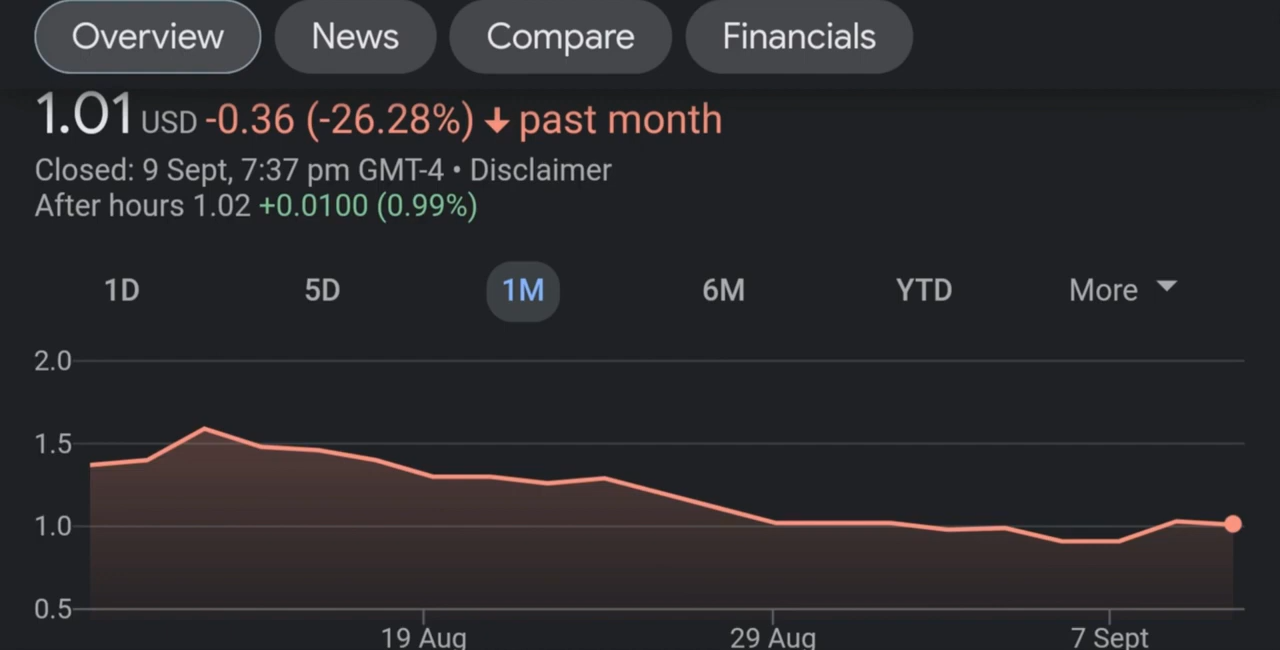 Overview News Compare Financials
1.01 USD -0.36 (-26.28%) ↓ past month
Closed: 9 Sept, 7:37 pm GMT-4 • Disclaimer
After hours 1.02 +0.0100 (0.99%)
1D 5D 1M 6M YTD More
2.0
1.5
1.0
0.5
19 Aug 29 Aug 7 Sept